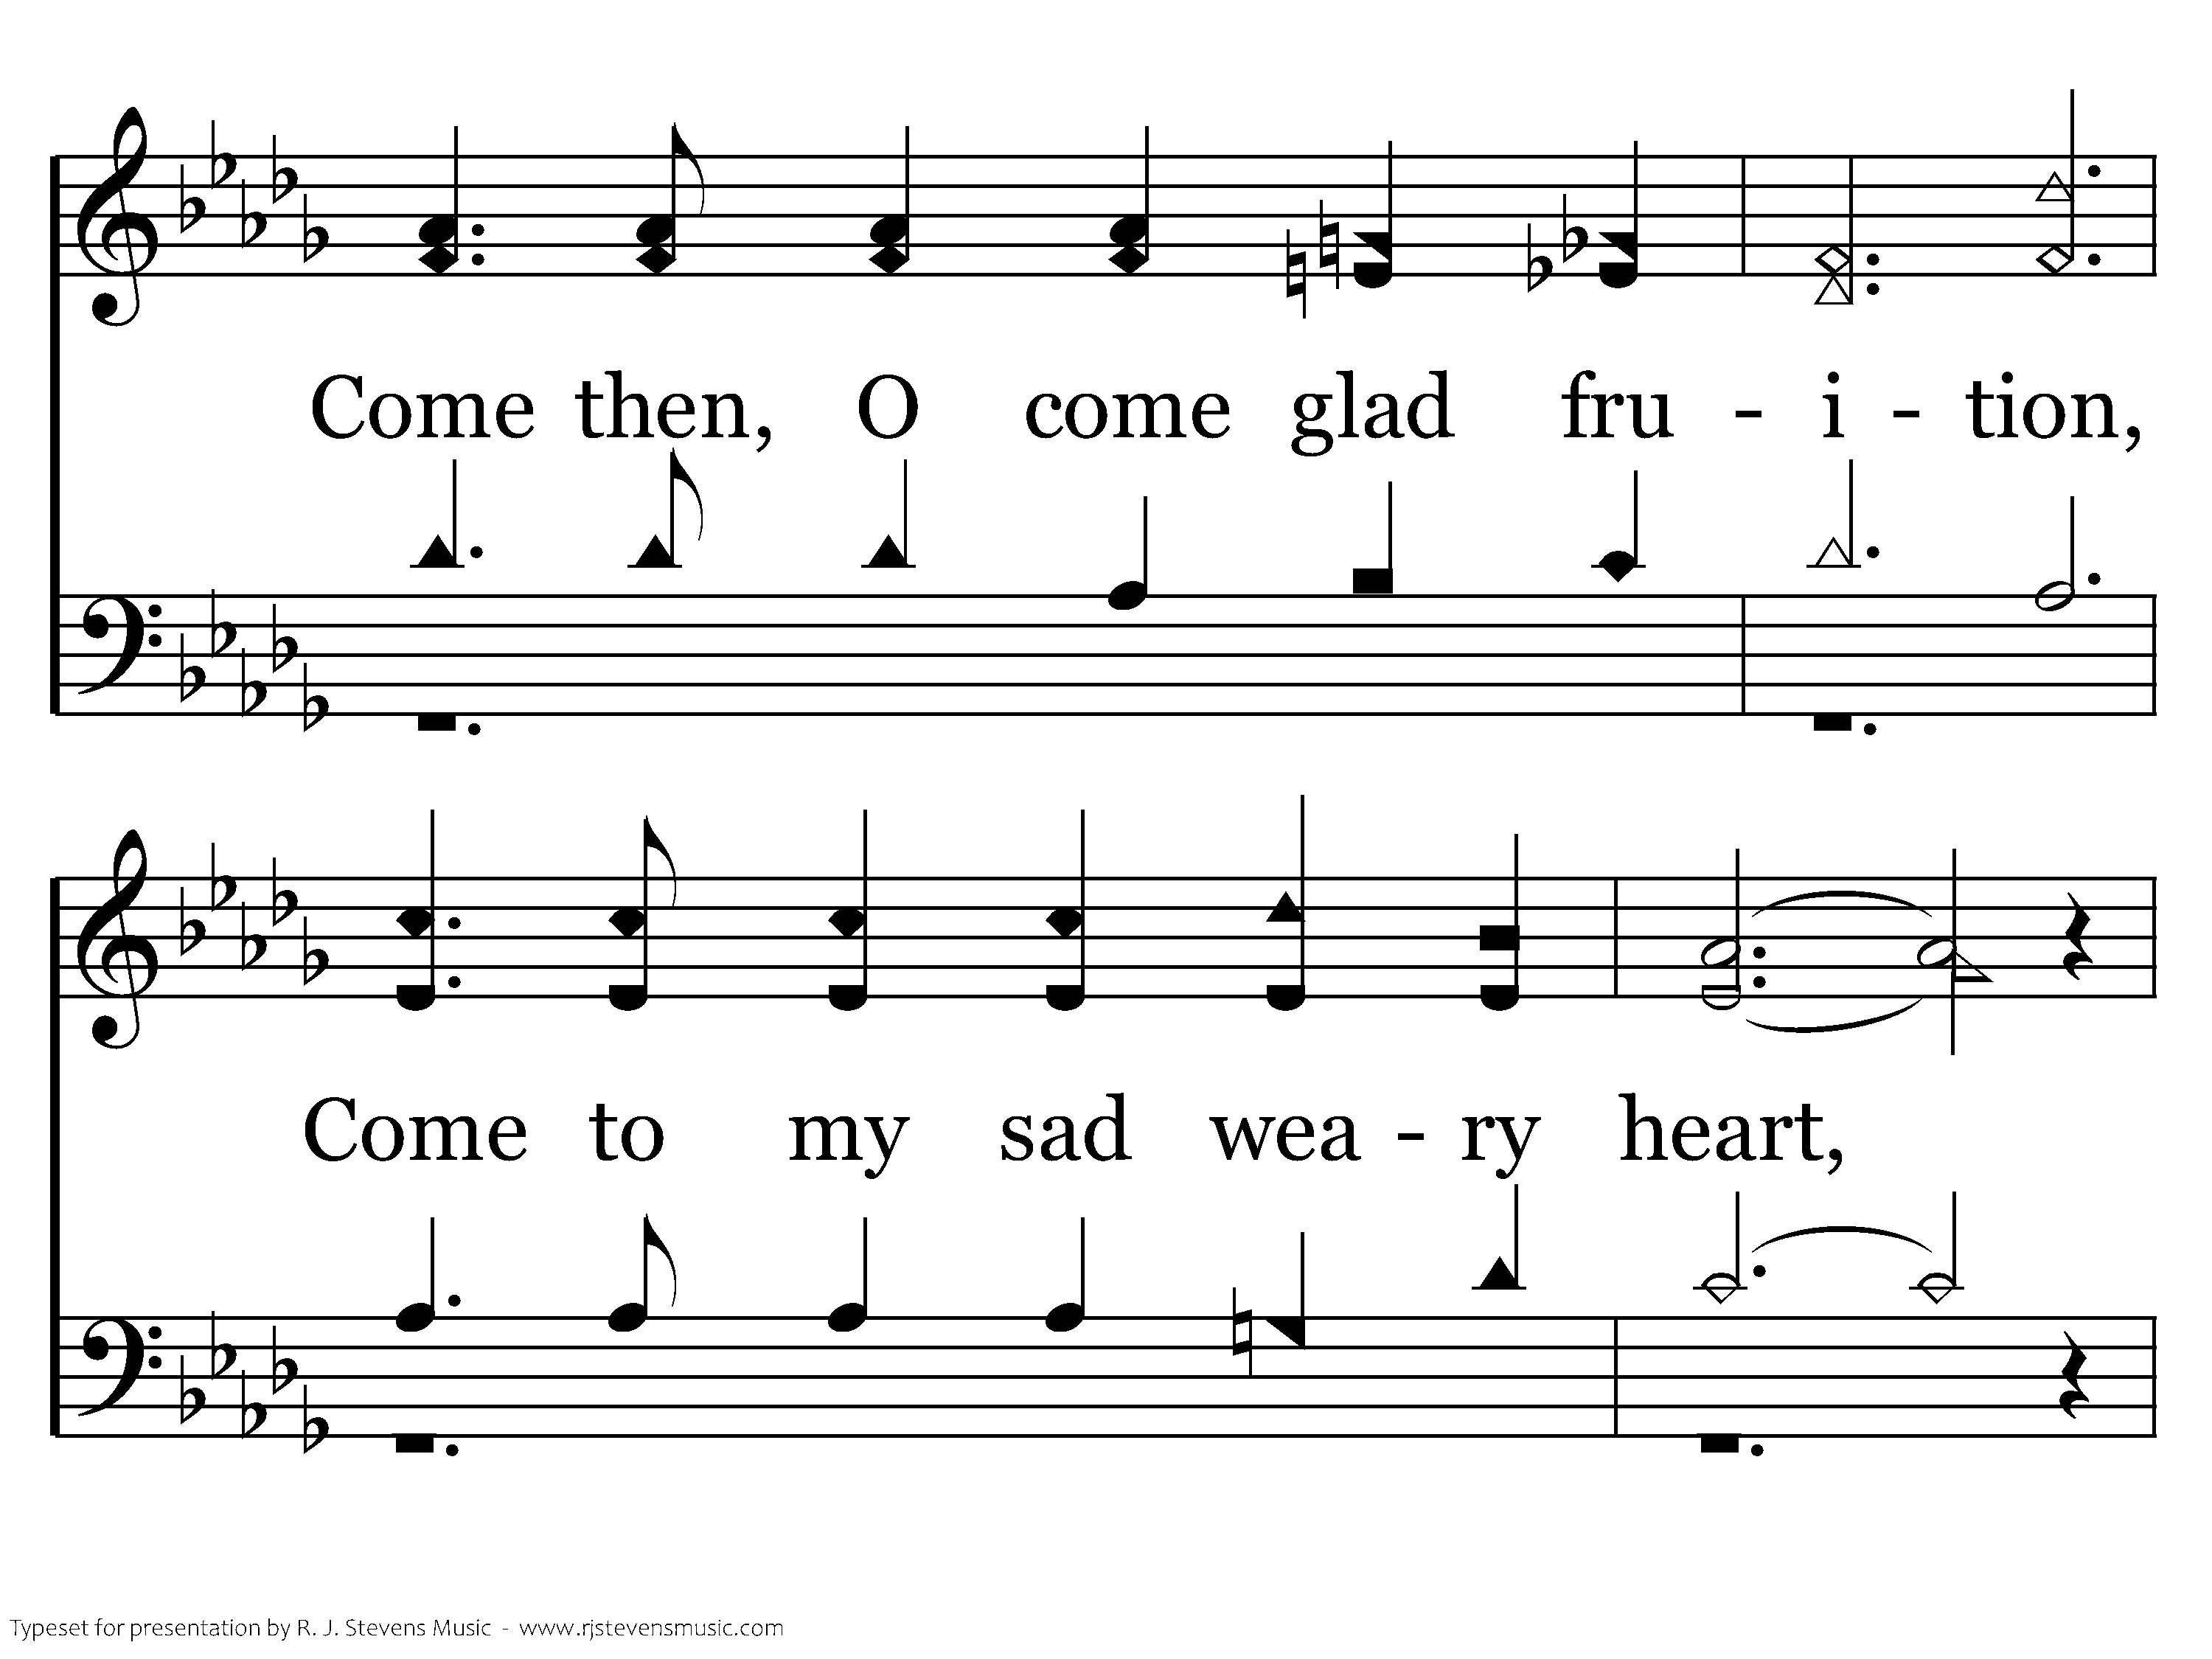 Come then, O come glad fru - i - tion,
Come to my sad wea - ry heart,
Typeset for presentation by R. J. Stevens Music - www.rjstevensmusic.com